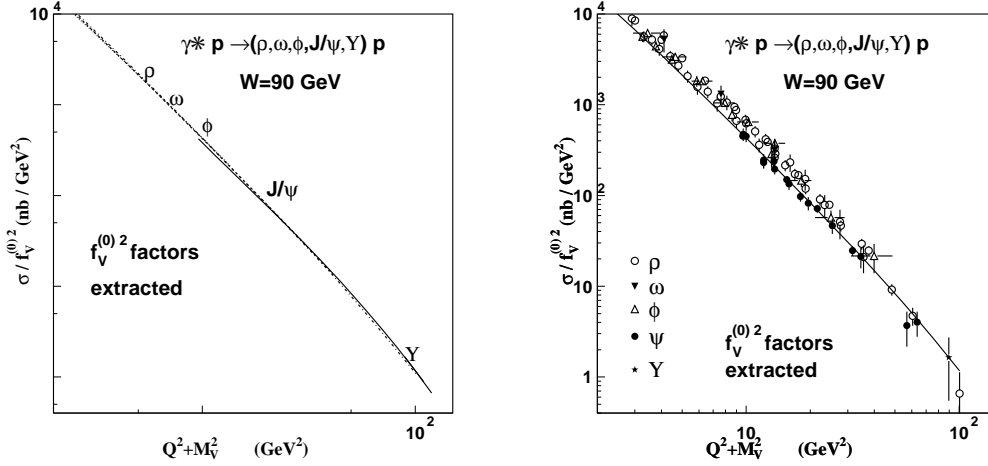 10^4
γ* p →(ρ,ω,φ,J/ψ,Υ) p
W=90 GeV
ρ
ω
φ
J/ψ
Υ
f_V^(0) 2 factors
extracted
σ / f_V^(0) 2 (nb / GeV^2)
10^2
Q^2+M_V^2 (GeV^2)
10^4
10^3
10^2
10
1
γ* p →(ρ,ω,φ,J/ψ,Υ) p
W=90 GeV
σ / f_V^(0) 2 (nb / GeV^2)
ρ
ω
φ
ψ
Υ
f_V^(0) 2 factors
extracted
10
10^2
Q^2+M_V^2 (GeV^2)